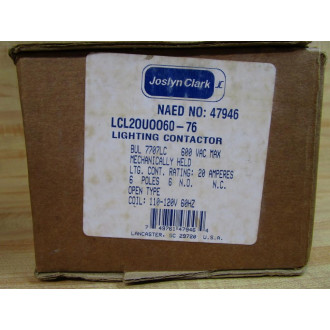 Joslyn Clark
NAED NO: 47946
LCL20U0060-76
LIGHTING CONTACTOR
BUL 7707LC 600 VAC MAX
MECHANICALLY HELD
LTG. CONT. RATING: 20 AMPERES
6 POLES 6 N.O. N.C.
OPEN TYPE
COIL: 110-120V 60HZ
LANCASTER, SC 29720 U.S.A.